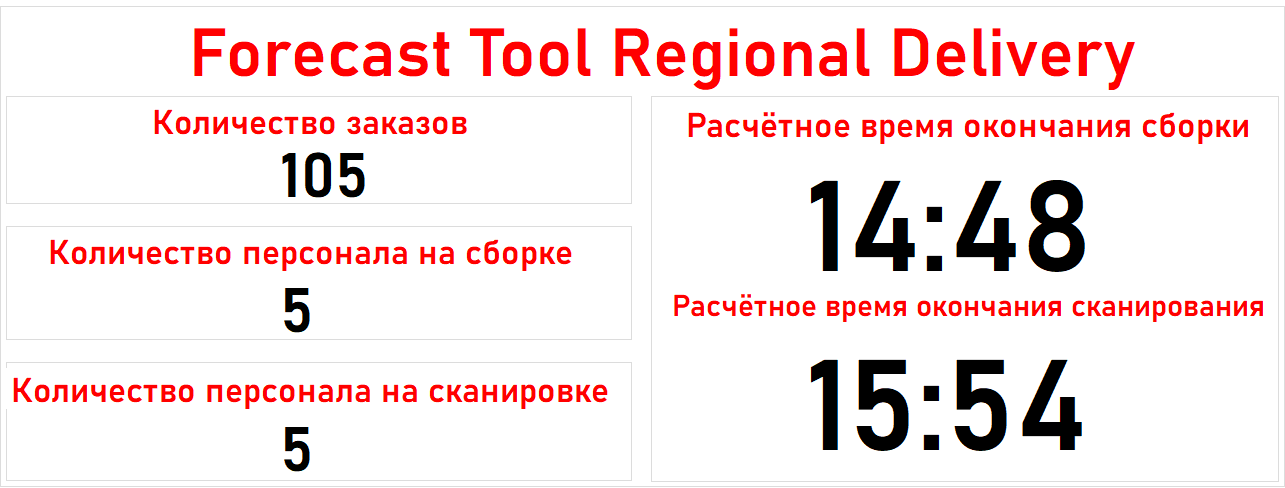 Forecast Tool Regional Delivery
Количество заказов
105
Количество персонала на сборке
5
Количество персонала на сканировке
5
Расчётное время окончания сборки
14:48
Расчётное время окончания сканирования
15:54